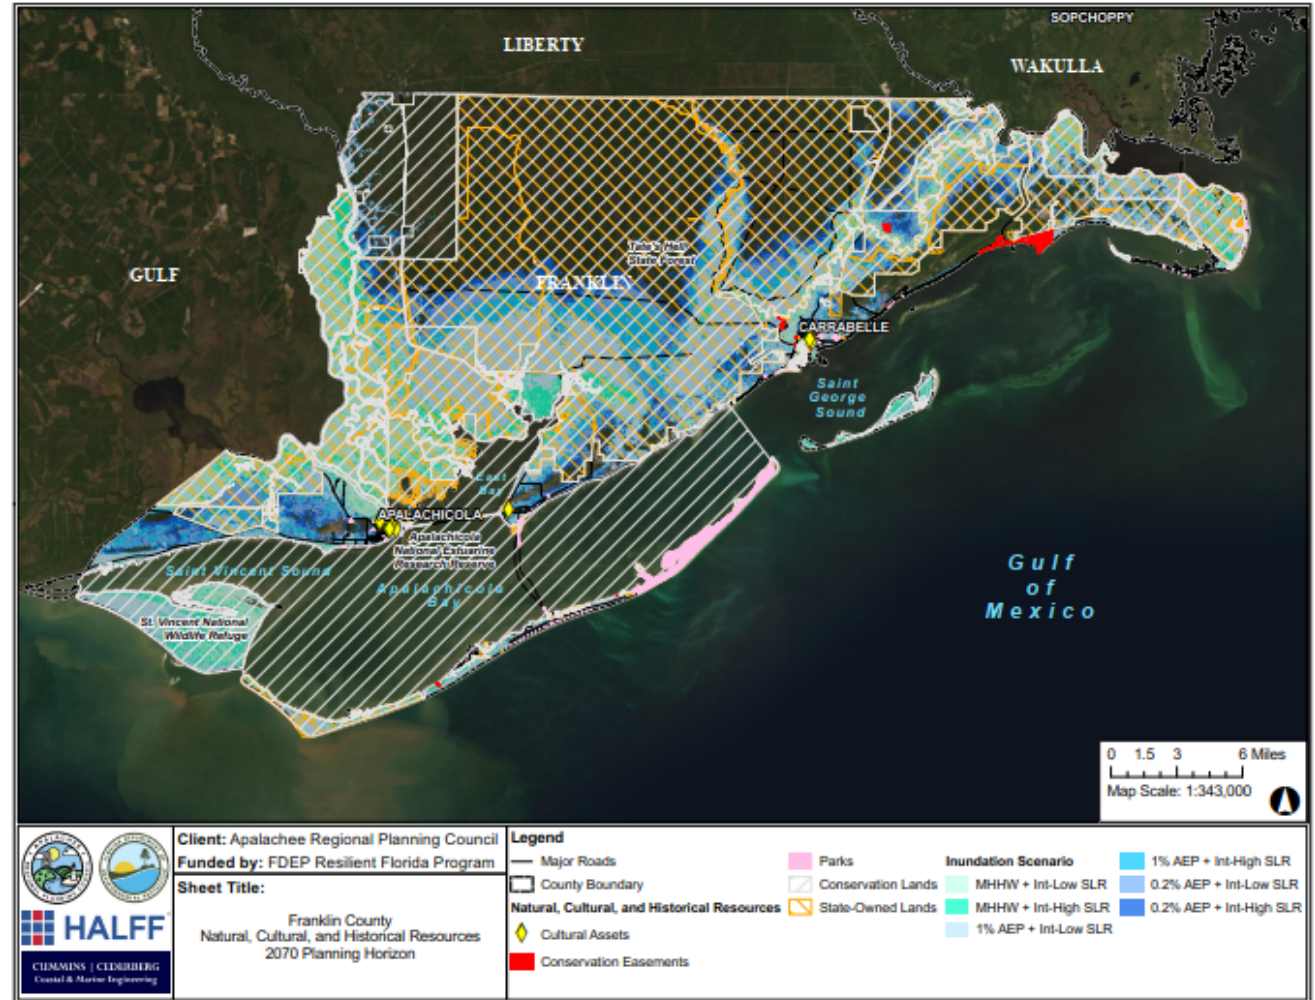 SOPCHOPPY
LIBERTY
WAKULLA
GULF
Tate's Hell
State Forest
FRANKLIN
CARRABELLE
Saint
George
Sound
East
Bay
APALACHICOLA
Apalachicola
National Estuarine
Research Reserve
Saint Vincent Sound
Apalachicola
Bay
St. Vincent National
Wildlife Refuge
Gulf
of
Mexico
0 1.5 3 6 Miles
Map Scale: 1:343,000
HALFF
CUMMINS | CEDERBERG
Coastal & Marine Engineering
Client: Apalachee Regional Planning Council
Funded by: FDEP Resilient Florida Program
Sheet Title:
Franklin County
Natural, Cultural, and Historical Resources
2070 Planning Horizon
Legend
Major Roads
County Boundary
Natural, Cultural, and Historical Resources
Cultural Assets
Conservation Easements
Parks
Conservation Lands
State-Owned Lands
Inundation Scenario
MHHW + Int-Low SLR
MHHW + Int-High SLR
1% AEP + Int-Low SLR
1% AEP + Int-High SLR
0.2% AEP + Int-Low SLR
0.2% AEP + Int-High SLR